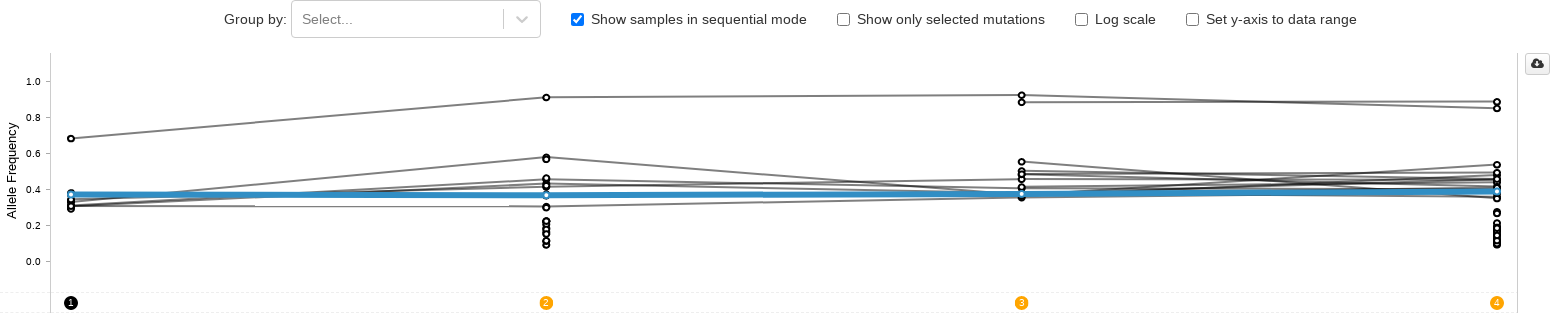 Group by: Select... Show samples in sequential mode Show only selected mutations Log scale Set y-axis to data range
Allele Frequency
1.0
0.8
0.6
0.4
0.2
0.0
1 2 3 4